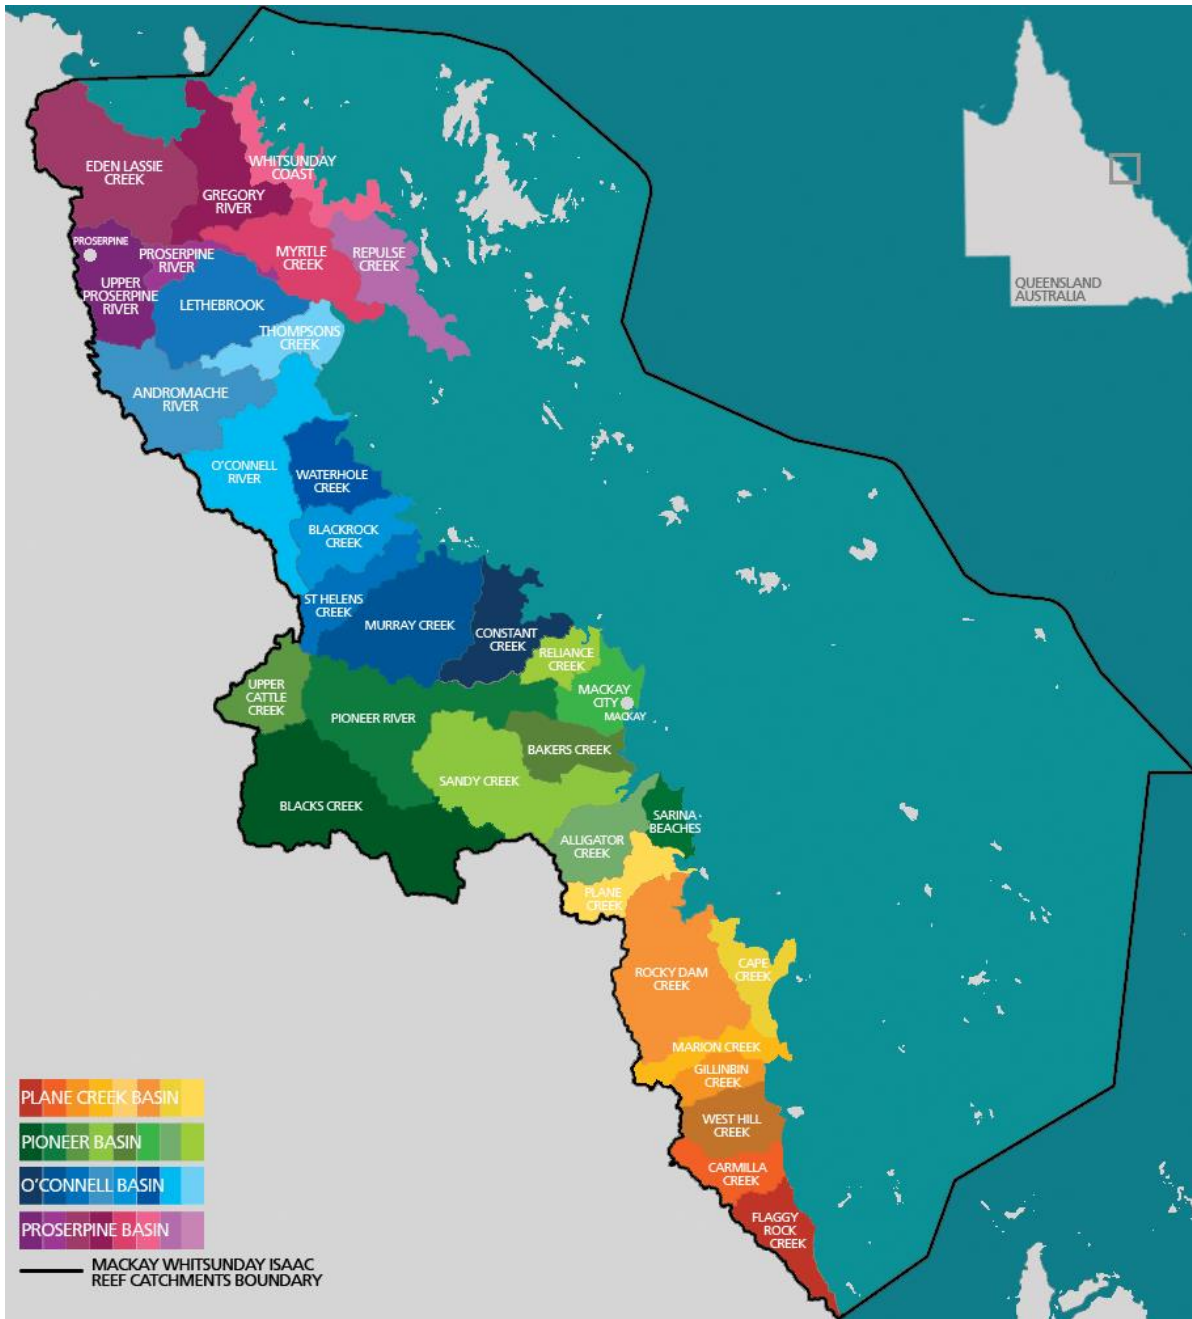 EDEN LASSIE
CREEK
WHITSUNDAY
COAST
GREGORY
RIVER
QUEENSLAND
AUSTRALIA
PROSERPINE
PROSERPINE
RIVER
MYRTLE
CREEK
REPULSE
CREEK
UPPER
PROSERPINE
RIVER
LETHEBROOK
THOMPSONS
CREEK
ANDROMACHE
RIVER
O'CONNELL
RIVER
WATERHOLE
CREEK
BLACKROCK
CREEK
ST HELENS
CREEK
MURRAY CREEK
CONSTANT
CREEK
RELIANCE
CREEK
UPPER
CATTLE
CREEK
PIONEER RIVER
MACKAY
CITY
MACKAY
BAKERS CREEK
SANDY CREEK
BLACKS CREEK
SARINA
BEACHES
ALLIGATOR
CREEK
PLANE
CREEK
ROCKY DAM
CREEK
CAPE
CREEK
MARION CREEK
GILLINBIN
CREEK
WEST HILL
CREEK
CARMILLA
CREEK
FLAGGY
ROCK
CREEK
PLANE CREEK BASIN
PIONEER BASIN
O'CONNELL BASIN
PROSERPINE BASIN
MACKAY WHITSUNDAY ISAAC
REEF CATCHMENTS BOUNDARY